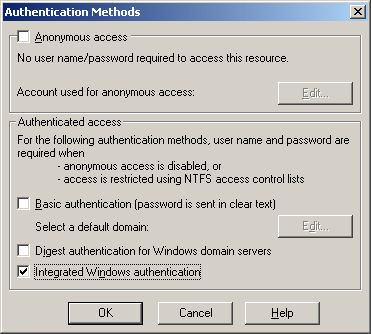 Authentication Methods
Anonymous access
No user name/password required to access this resource.
Account used for anonymous access:
Edit...
Authenticated access
For the following authentication methods, user name and password are
required when
- anonymous access is disabled, or
- access is restricted using NTFS access control lists
Basic authentication (password is sent in clear text)
Select a default domain:
Edit...
Digest authentication for Windows domain servers
Integrated Windows authentication
OK
Cancel
Help